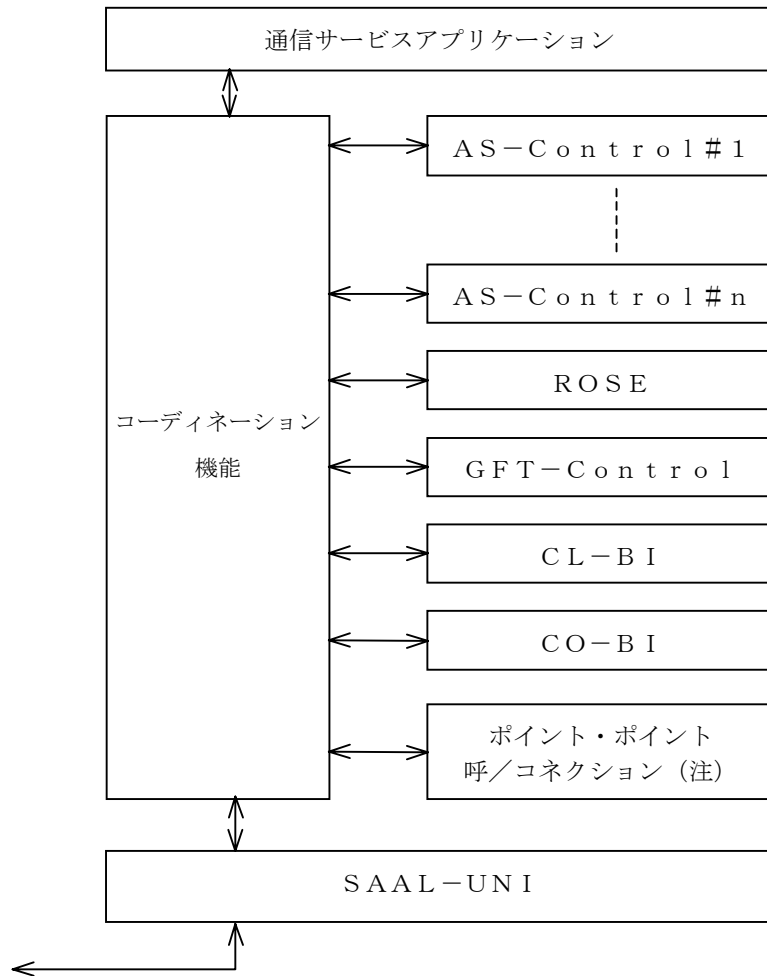 通信サービスアプリケーション
ＡＳ－Ｃｏｎｔｒｏｌ＃１
ＡＳ－Ｃｏｎｔｒｏｌ＃ｎ
ＲＯＳＥ
コーディネーション
機能
ＧＦＴ－Ｃｏｎｔｒｏｌ
ＣＬ－ＢＩ
ＣＯ－ＢＩ
ポイント・ポイント
呼／コネクション（注）
ＳＡＡＬ－ＵＮＩ